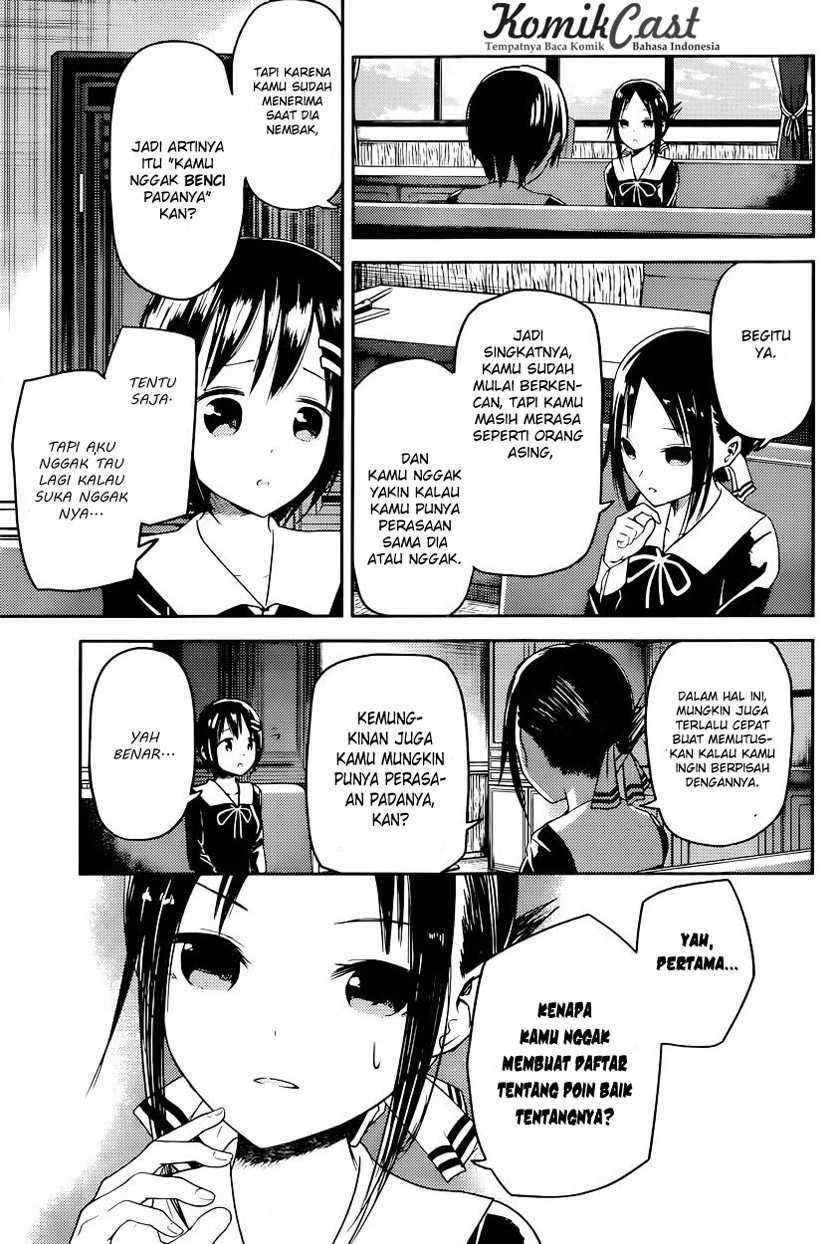 KomikCast
Tempatnya Baca Komik Bahasa Indonesia
BEGITU
YA.
JADI
SINGKATNYA,
KAMU SUDAH
MULAI BERKEN-
CAN, TAPI KAMU
MASIH MERASA
SEPERTI ORANG
ASING,
DAN
KAMU NGGAK
YAKIN KALAU
KAMU PUNYA
PERASAAN
SAMA DIA
ATAU NGGAK.
TAPI KARENA
KAMU SUDAH
MENERIMA
SAAT DIA
NEMBAK,
JADI ARTINYA
ITU "KAMU
NGGAK BENCI
PADANYA"
KAN?
TENTU
SAJA.
TAPI AKU
NGGAK TAU
LAGI KALAU
SUKA NGGAK
NYA...
DALAM HAL INI,
MUNGKIN JUGA
TERLALU CEPAT
BUAT MEMUTUS-
KAN KALAU KAMU
INGIN BERPISAH
DENGANNYA.
KEMUNG-
KINAN JUGA
KAMU MUNGKIN
PUNYA PERASA-
AN PADANYA,
KAN?
YAH
BENAR...
YAH,
PERTAMA...
KENAPA
KAMU NGGAK
MEMBUAT DAFTAR
TENTANG POIN BAIK
TENTANGNYA?